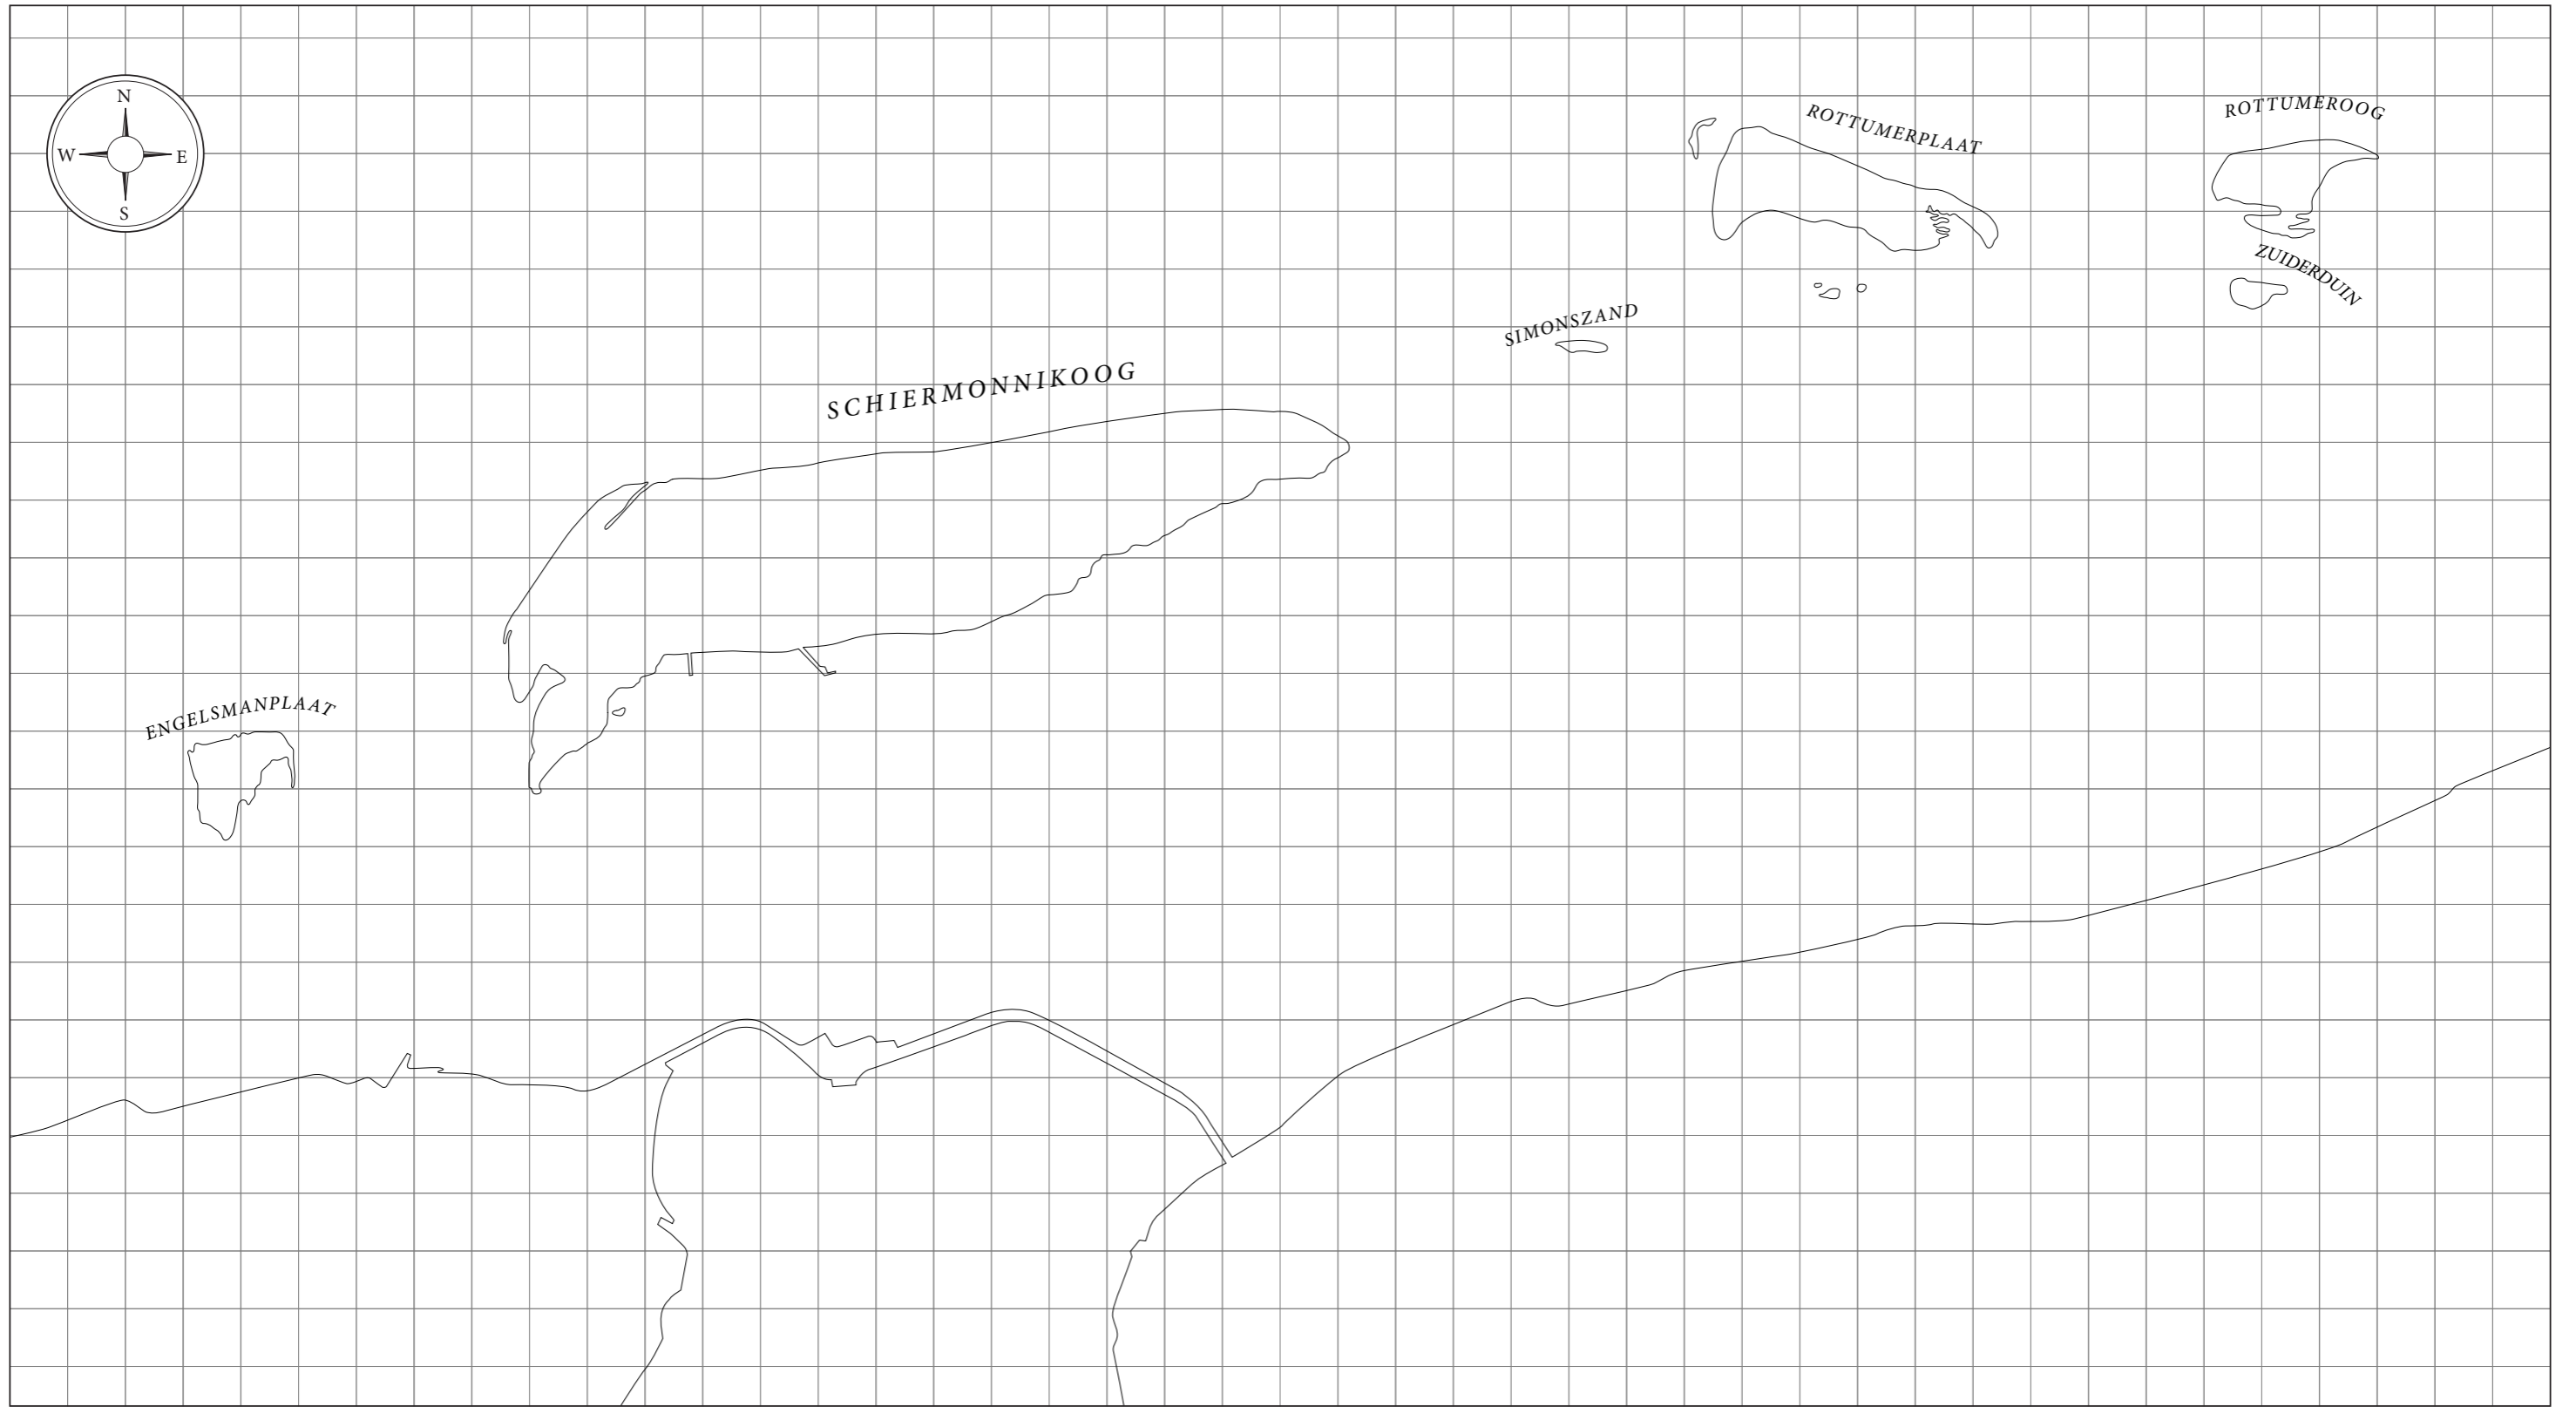 N
W E
S
ROTTUMERPLAAT
ROTTUMEROOG
ZUIDERDUIN
SIMONSZAND
SCHIERMONNIKOOG
ENGELSMANPLAAT